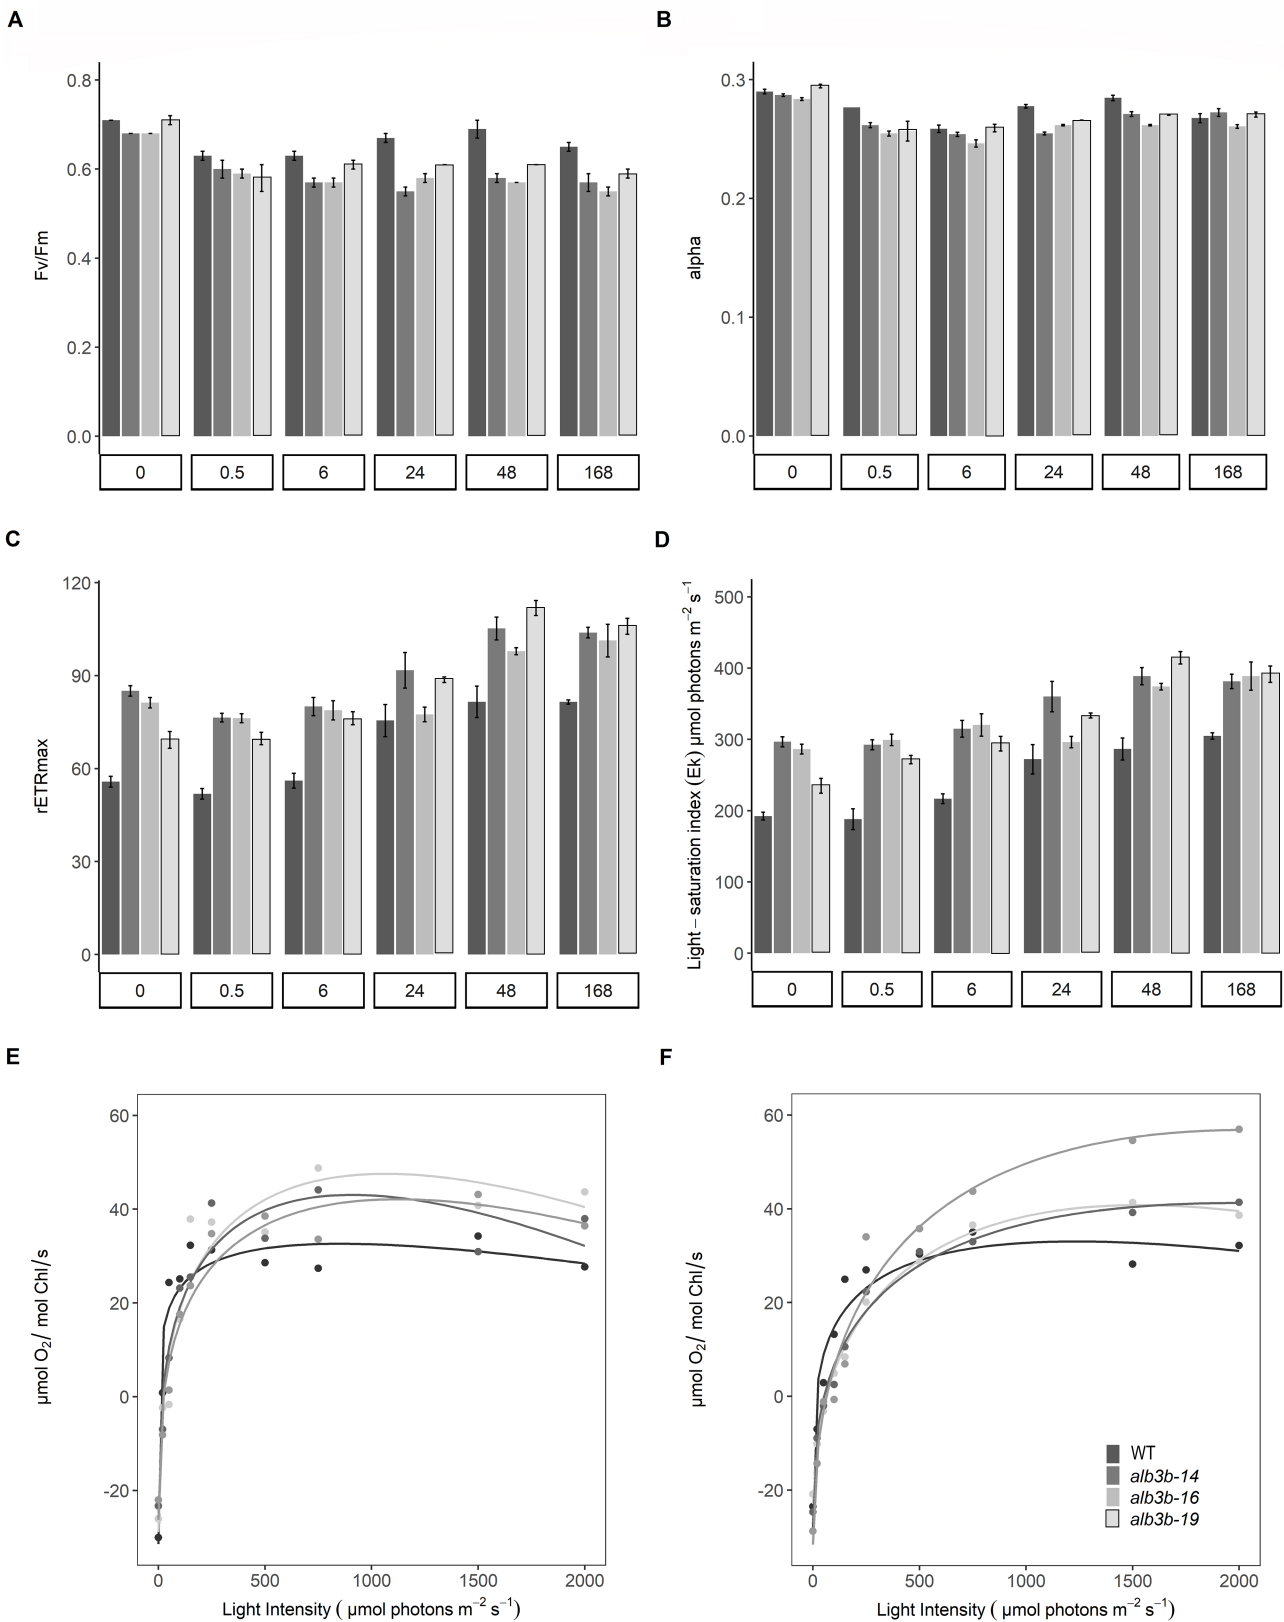 A
0.8
0.6
0.4
0.2
0.0
Fv/Fm
0 0.5 6 24 48 168
B
0.3
0.2
0.1
0.0
alpha
0 0.5 6 24 48 168
C
120
90
60
30
0
rETRmax
0 0.5 6 24 48 168
D
500
400
300
200
100
0
Light – saturation index (Ek) μmol photons m⁻² s⁻¹
0 0.5 6 24 48 168
E
60
40
20
0
-20
μmol O₂/ mol Chl/s
0 500 1000 1500 2000
Light Intensity ( μmol photons m⁻² s⁻¹)
F
60
40
20
0
-20
μmol O₂/ mol Chl/s
WT
alb3b-14
alb3b-16
alb3b-19
0 500 1000 1500 2000
Light Intensity ( μmol photons m⁻² s⁻¹)